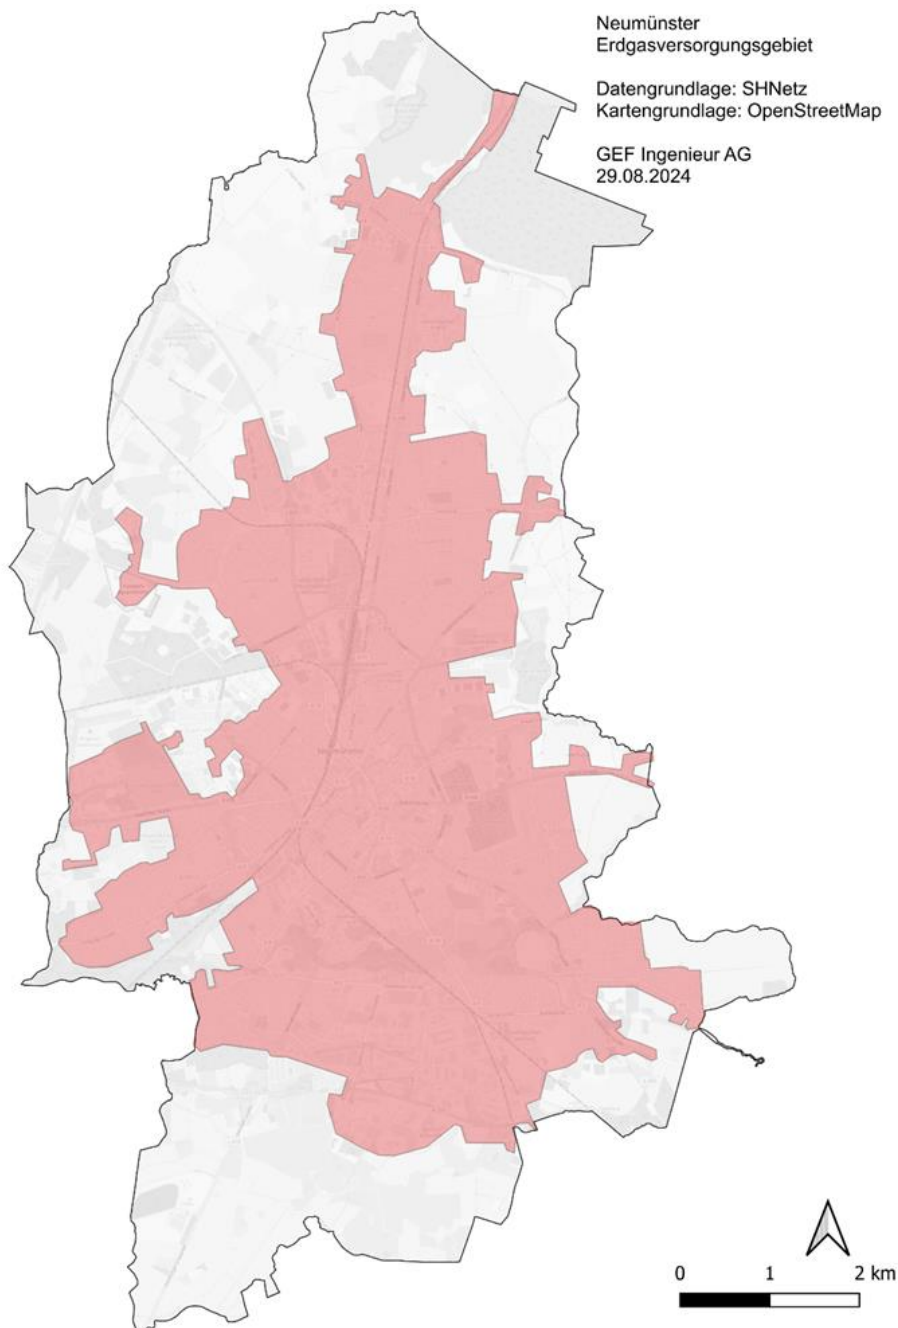 Neumünster
Erdgasversorgungsgebiet
Datengrundlage: SHNetz
Kartengrundlage: OpenStreetMap
GEF Ingenieur AG
29.08.2024
0 1 2 km